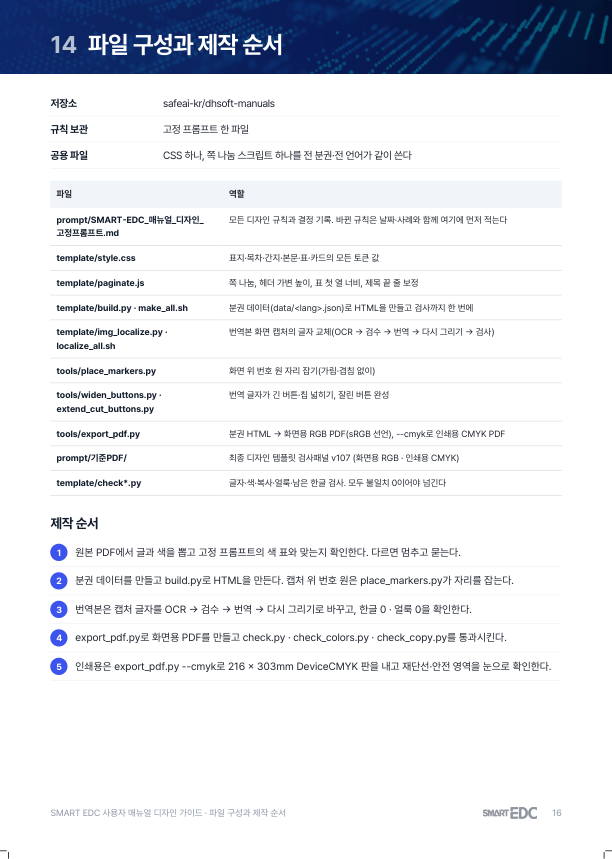 14 파일 구성과 제작 순서
저장소 safeai-kr/dhsoft-manuals
규칙 보관 고정 프롬프트 한 파일
공용 파일 CSS 하나, 쪽 나눔 스크립트 하나를 전 분권·전 언어가 같이 쓴다
파일 역할
prompt/SMART-EDC_매뉴얼_디자인_ 모든 디자인 규칙과 결정 기록. 바뀐 규칙은 날짜·사례와 함께 여기에 먼저 적는다
고정프롬프트.md
template/style.css 표지·목차·간지·본문·표·카드의 모든 토큰 값
template/paginate.js 쪽 나눔, 헤더 가변 높이, 표 첫 열 너비, 제목 끝 줄 보정
template/build.py · make_all.sh 분권 데이터(data/<lang>.json)로 HTML을 만들고 검사까지 한 번에
template/img_localize.py · 번역본 화면 캡처의 글자 교체(OCR → 검수 → 번역 → 다시 그리기 → 검사)
localize_all.sh
tools/place_markers.py 화면 위 번호 원 자리 잡기(가림·겹침 없이)
tools/widen_buttons.py · 번역 글자가 긴 버튼·칩 넓히기, 잘린 버튼 완성
extend_cut_buttons.py
tools/export_pdf.py 분권 HTML → 화면용 RGB PDF(sRGB 선언), --cmyk로 인쇄용 CMYK PDF
prompt/기준PDF/ 최종 디자인 템플릿 검사패널 v107 (화면용 RGB · 인쇄용 CMYK)
template/check*.py 글자·색·복사·얼룩·남은 한글 검사. 모두 불일치 0이어야 넘긴다
제작 순서
1 원본 PDF에서 글과 색을 뽑고 고정 프롬프트의 색 표와 맞는지 확인한다. 다르면 멈추고 묻는다.
2 분권 데이터를 만들고 build.py로 HTML을 만든다. 캡처 위 번호 원은 place_markers.py가 자리를 잡는다.
3 번역본은 캡처 글자를 OCR → 검수 → 번역 → 다시 그리기로 바꾸고, 한글 0 · 얼룩 0을 확인한다.
4 export_pdf.py로 화면용 PDF를 만들고 check.py · check_colors.py · check_copy.py를 통과시킨다.
5 인쇄용은 export_pdf.py --cmyk로 216 × 303mm DeviceCMYK 판을 내고 재단선·안전 영역을 눈으로 확인한다.
SMART EDC 사용자 매뉴얼 디자인 가이드 · 파일 구성과 제작 순서 SMART EDC 16